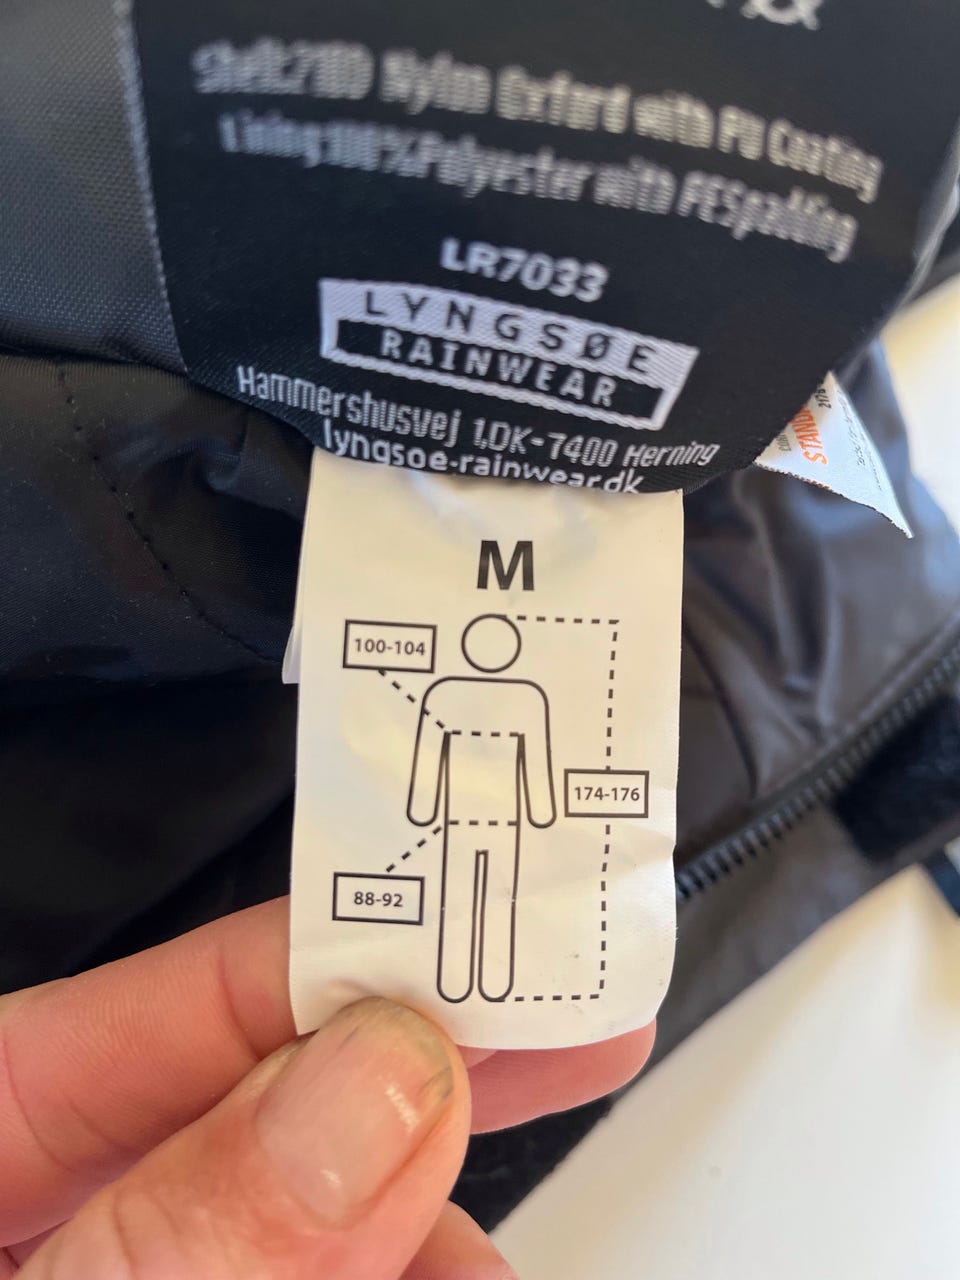 Shell:210D Nylon Oxford with PU Coating
Lining:100%Polyester with PESpadding
LR7033
LYNGSØE
RAINWEAR
Hammershusvej 1,DK-7400 Herning
lyngsoe-rainwear.dk
M
100-104
174-176
88-92